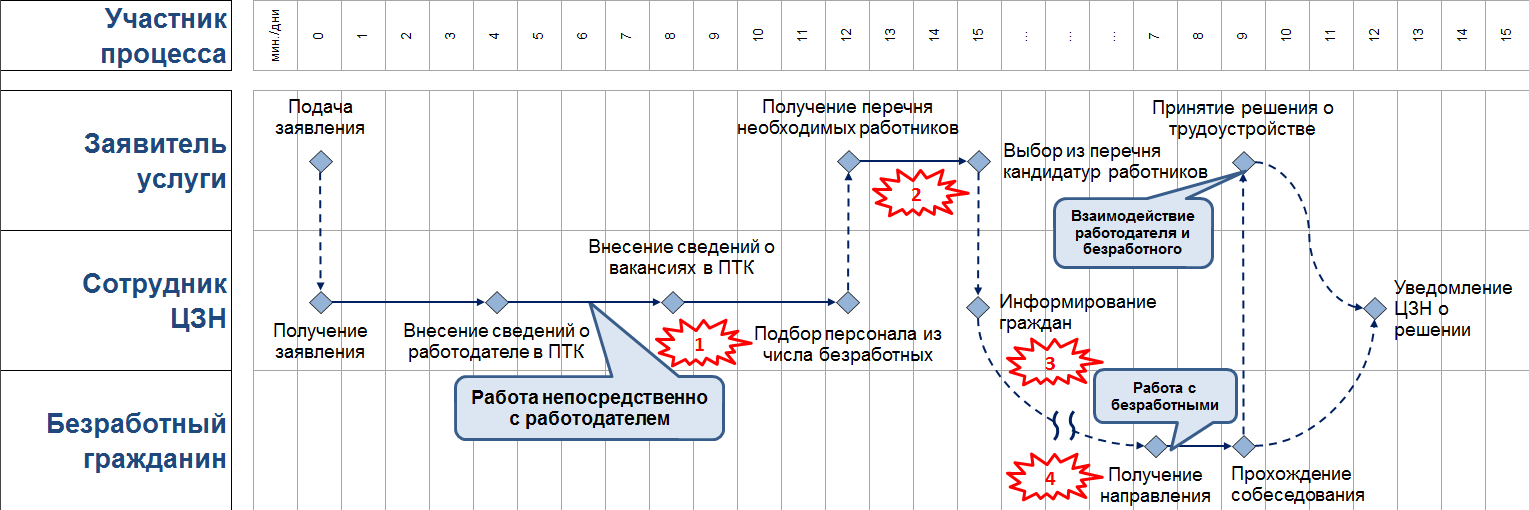 Участник
процесса
мин./дни 0 1 2 3 4 5 6 7 8 9 10 11 12 13 14 15 ... ... ... 7 8 9 10 11 12 13 14 15
Заявитель
услуги
Подача
заявления
Получение перечня
необходимых работников
Выбор из перечня
кандидатур работников
Принятие решения о
трудоустройстве
2
Взаимодействие
работодателя и
безработного
Сотрудник
ЦЗН
Получение
заявления
Внесение сведений о
работодателе в ПТК
Внесение сведений о
вакансиях в ПТК
1
Подбор персонала из
числа безработных
Информирование
граждан
3
Уведомление
ЦЗН о
решении
Работа непосредственно
с работодателем
Работа с
безработными
Безработный
гражданин
4
Получение
направления
Прохождение
собеседования